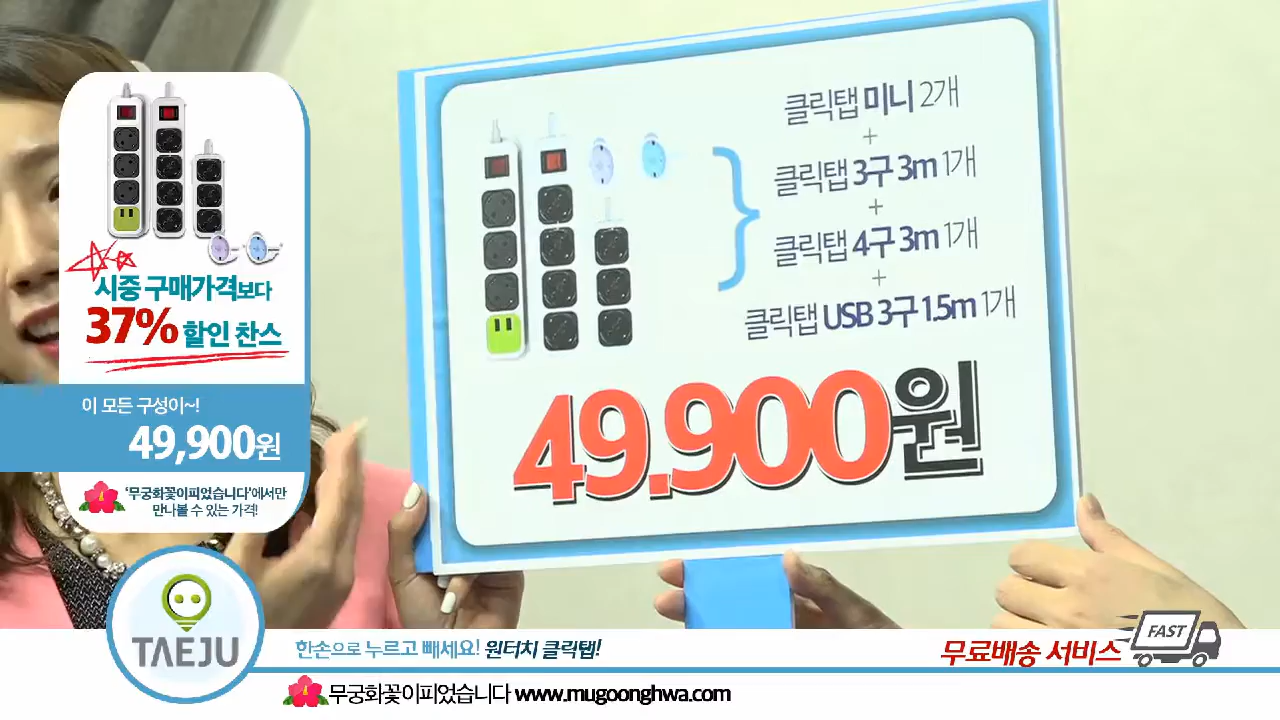 시중 구매가격보다
37% 할인 찬스
이 모든 구성이~!
49,900원
'무궁화꽃이피었습니다'에서만
만나볼 수 있는 가격!
클릭탭 미니 2개
+
클릭탭 3구 3m 1개
+
클릭탭 4구 3m 1개
+
클릭탭 USB 3구 1.5m 1개
49.900원
TAEJU
한손으로 누르고 빼세요! 원터치 클릭탭!
무료배송 서비스
FAST
무궁화꽃이피었습니다 www.mugoonghwa.com